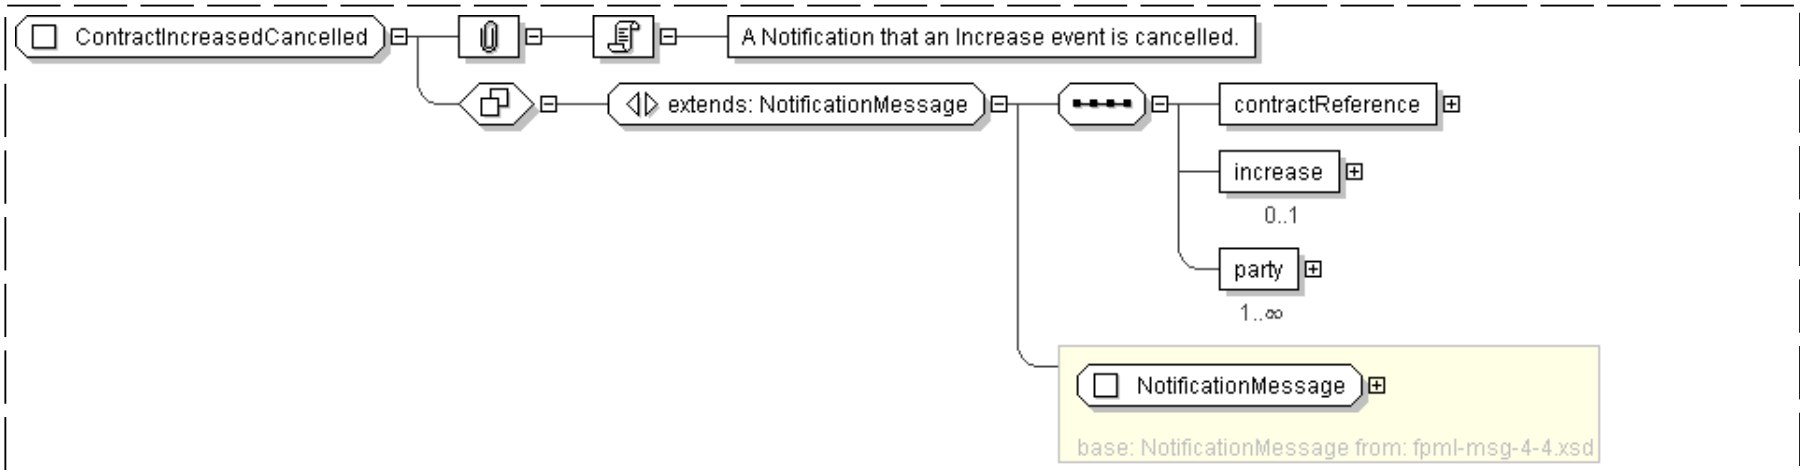 ContractIncreasedCancelled
A Notification that an Increase event is cancelled.
extends: NotificationMessage
contractReference
increase
0..1
party
1..∞
NotificationMessage
base: NotificationMessage from: fpml-msg-4-4.xsd